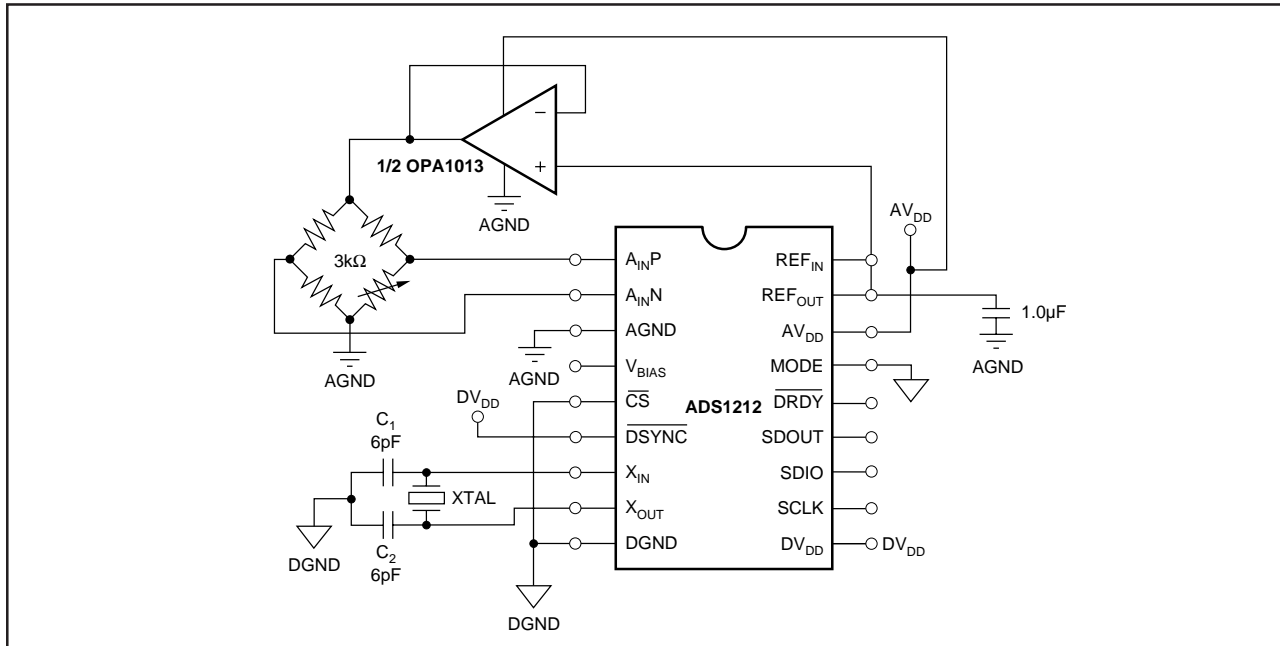 −
1/2 OPA1013
+
AGND
AV_DD
3kΩ
A_INP
REF_IN
A_INN
REF_OUT
1.0µF
AGND
AV_DD
AGND
AGND
V_BIAS
MODE
AGND
DV_DD
CS
ADS1212
DRDY
C_1
6pF
DSYNC
SDOUT
X_IN
SDIO
XTAL
X_OUT
SCLK
DGND
C_2
6pF
DGND
DV_DD
DV_DD
DGND